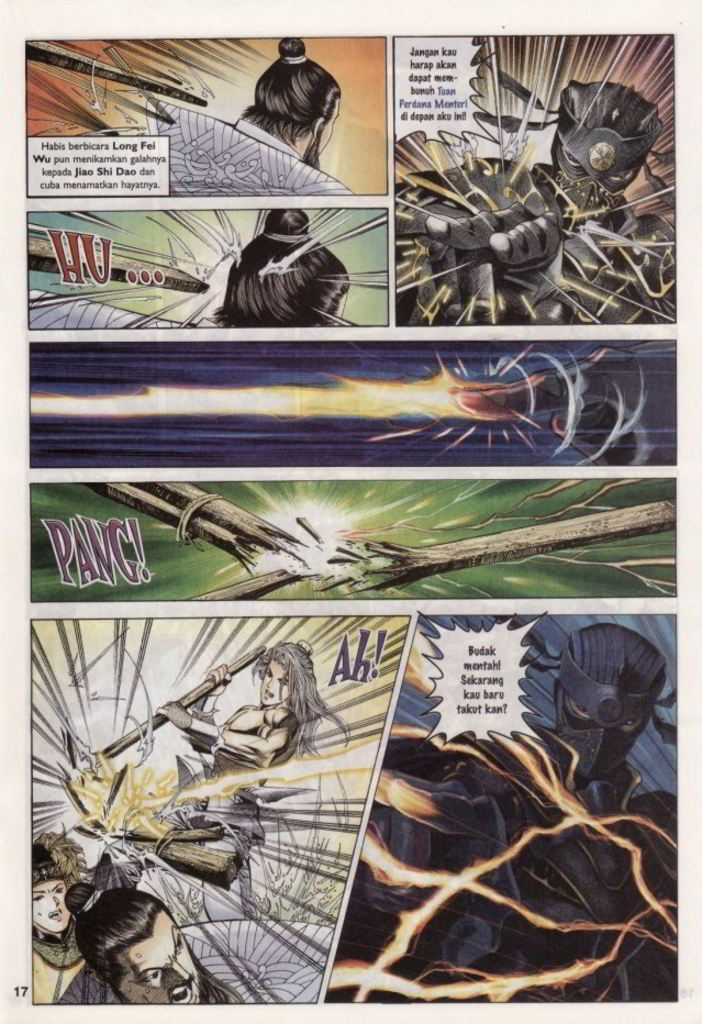 Habis berbicara Long Fei
Wu pun menikamkan galahnya
kepada Jiao Shi Dao dan
cuba menamatkan hayatnya.
Jangan kau
harap akan
dapat mem-
bunuh Tuan
Perdana Menteri
di depan aku ini!
HU ...
PANG!
AH!
Budak
mentah!
Sekarang
kau baru
takut kan?
17